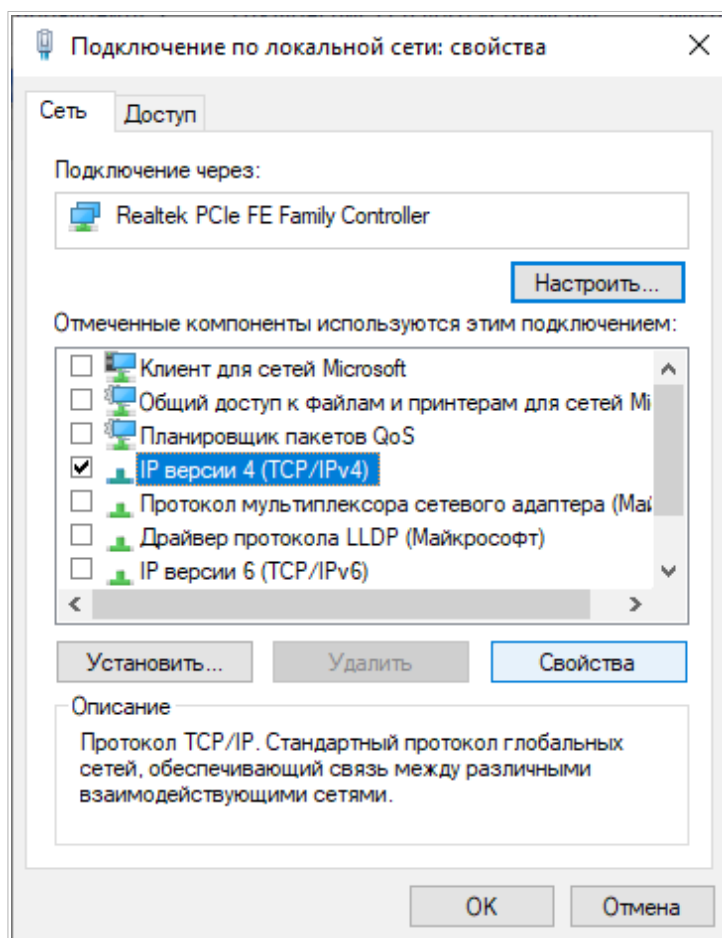 Подключение по локальной сети: свойства
Сеть
Доступ
Подключение через:
Realtek PCIe FE Family Controller
Настроить...
Отмеченные компоненты используются этим подключением:
Клиент для сетей Microsoft
Общий доступ к файлам и принтерам для сетей Mi
Планировщик пакетов QoS
IP версии 4 (TCP/IPv4)
Протокол мультиплексора сетевого адаптера (Май
Драйвер протокола LLDP (Майкрософт)
IP версии 6 (TCP/IPv6)
Установить...
Удалить
Свойства
Описание
Протокол TCP/IP. Стандартный протокол глобальных
сетей, обеспечивающий связь между различными
взаимодействующими сетями.
OK
Отмена